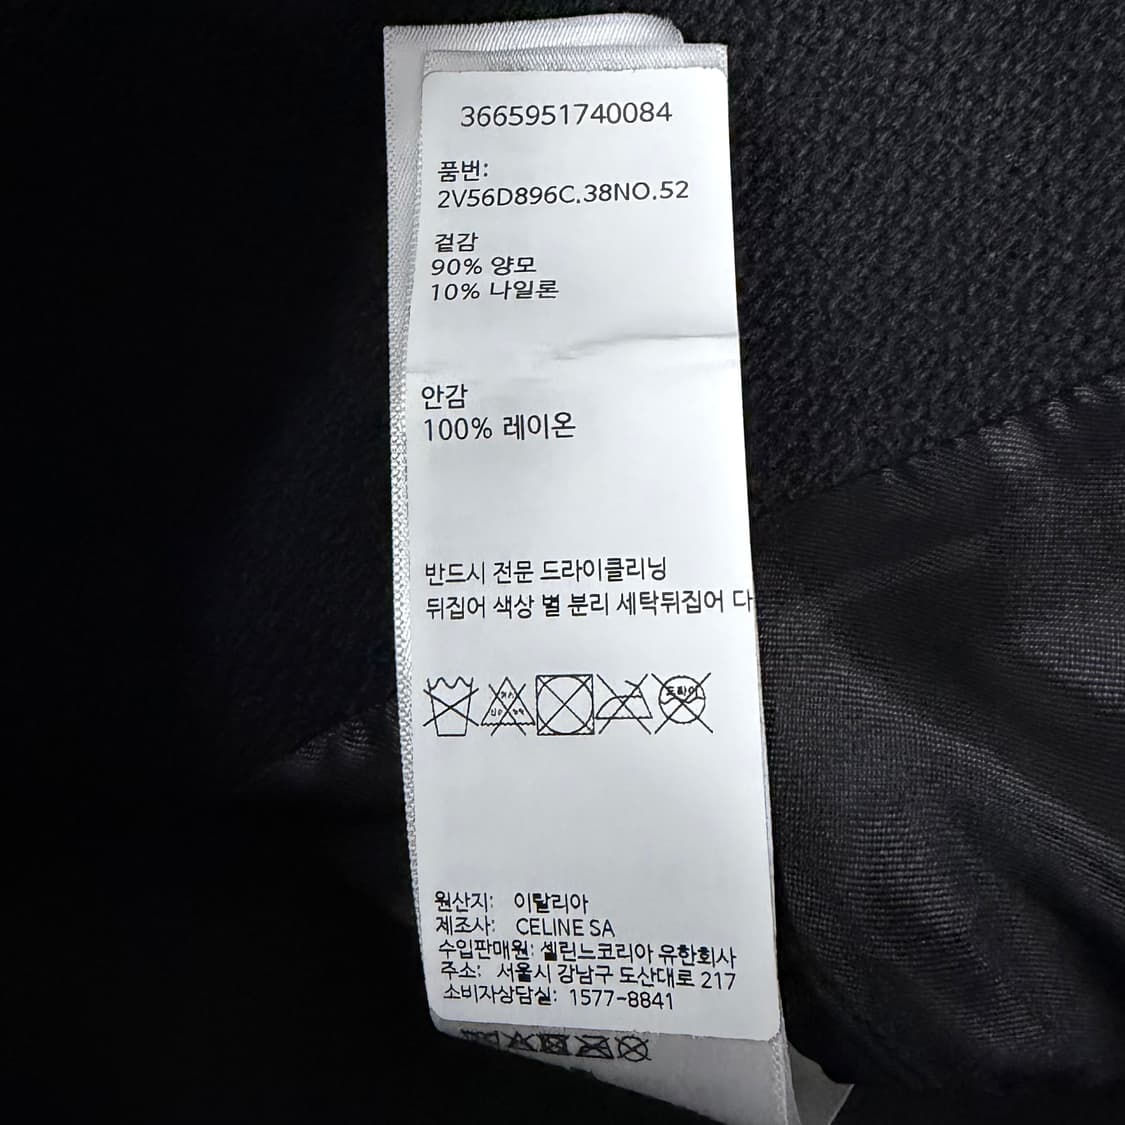 3665951740084
품번:
2V56D896C.38NO.52
겉감
90% 양모
10% 나일론
안감
100% 레이온
반드시 전문 드라이클리닝
뒤집어 색상 별 분리 세탁뒤집어 다
드라이
원산지: 이탈리아
제조사: CELINE SA
수입판매원: 셀린느코리아 유한회사
주소: 서울시 강남구 도산대로 217
소비자상담실: 1577-8841